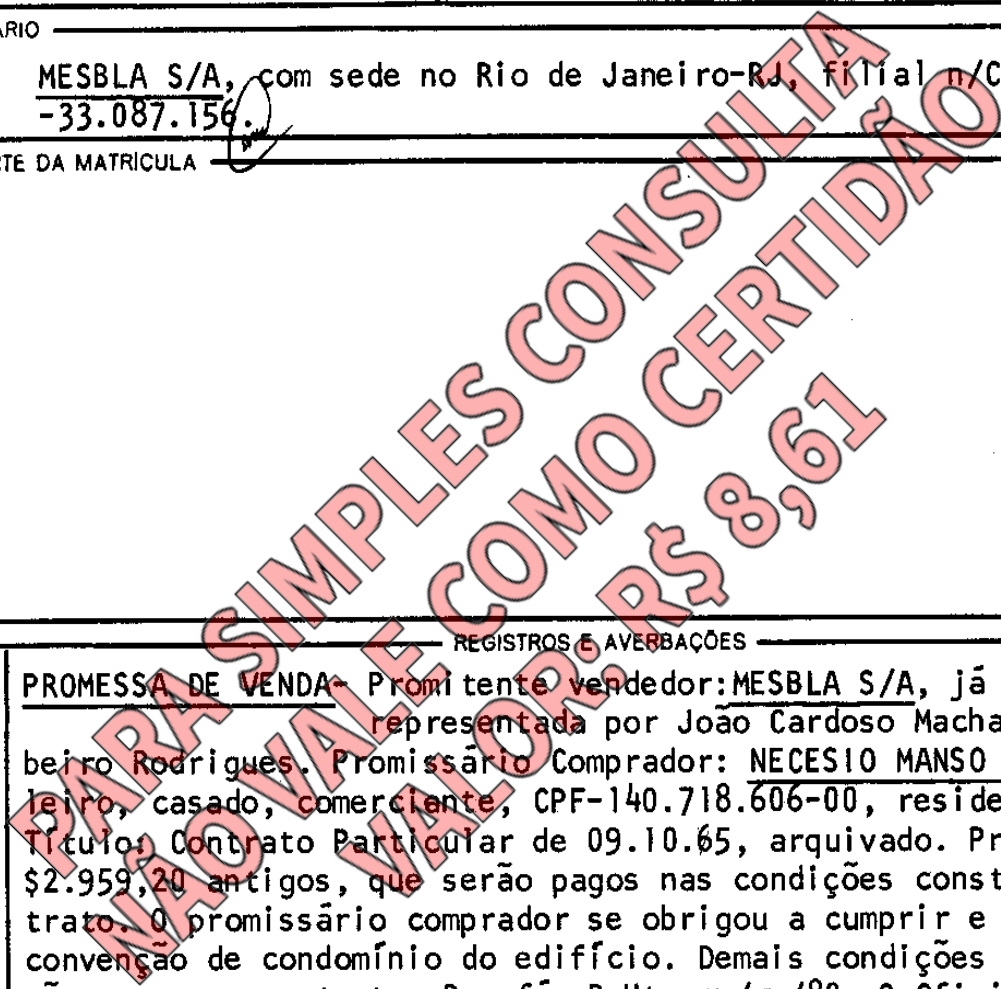 ÁRIO
MESBLA S/A, com sede no Rio de Janeiro-RJ, filial n/C
-33.087.156.
TE DA MATRÍCULA
REGISTROS E AVERBAÇÕES
PROMESSA DE VENDA- Promitente vendedor:MESBLA S/A, já
representada por João Cardoso Macha
beiro Rodrigues. Promissário Comprador: NECESIO MANSO
leiro, casado, comerciante, CPF-140.718.606-00, reside
Título: Contrato Particular de 09.10.65, arquivado. Pr
$2.959,20 antigos, que serão pagos nas condições const
trato. O promissário comprador se obrigou a cumprir e
convenção de condomínio do edifício. Demais condições
PARA SIMPLES CONSULTA
NÃO VALE COMO CERTIDÃO
VALOR: R$ 8,61